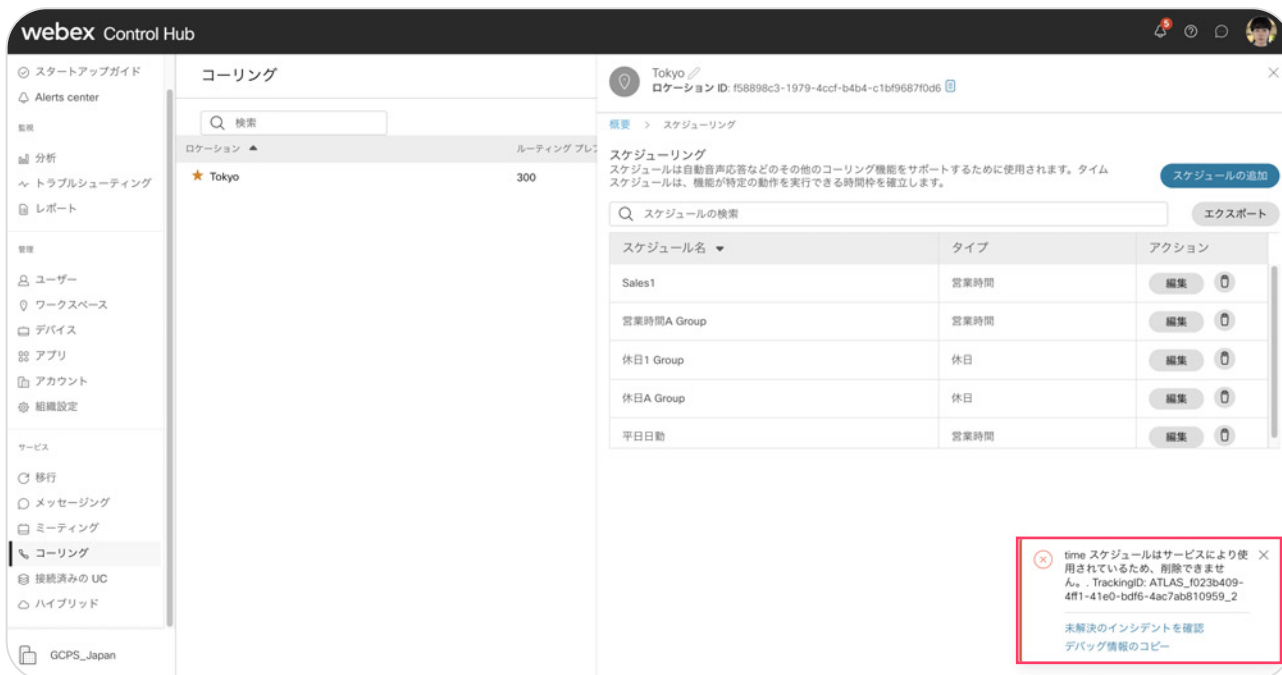 webex Control Hub
5
スタートアップガイド
Alerts center
監視
分析
トラブルシューティング
レポート
管理
ユーザー
ワークスペース
デバイス
アプリ
アカウント
組織設定
サービス
移行
メッセージング
ミーティング
コーリング
接続済みの UC
ハイブリッド
GCPS_Japan
コーリング
検索
ロケーション ルーティング プレフ
Tokyo 300
Tokyo
ロケーション ID: f58898c3-1979-4ccf-b4b4-c1bf9687f0d6
概要 > スケジューリング
スケジューリング
スケジュールは自動音声応答などのその他のコーリング機能をサポートするために使用されます。タイム
スケジュールは、機能が特定の動作を実行できる時間枠を確立します。
スケジュールの追加
スケジュールの検索
エクスポート
スケジュール名 タイプ アクション
Sales1 営業時間 編集
営業時間A Group 営業時間 編集
休日1 Group 休日 編集
休日A Group 休日 編集
平日日勤 営業時間 編集
time スケジュールはサービスにより使
用されているため、削除できませ
ん。. TrackingID: ATLAS_f023b409-
4ff1-41e0-bdf6-4ac7ab810959_2
未解決のインシデントを確認
デバッグ情報のコピー